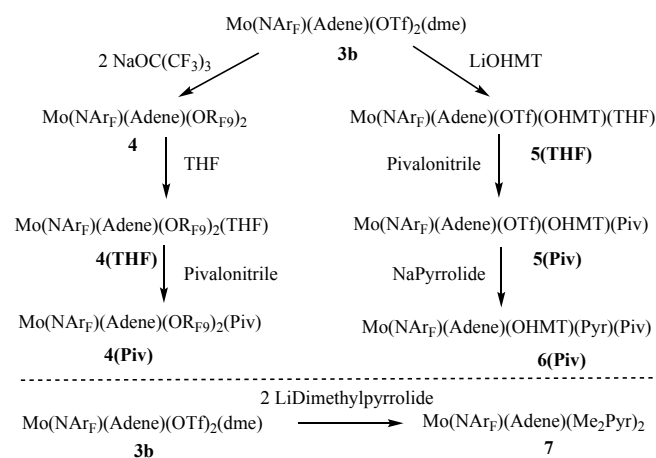 Mo(NAr_F)(Adene)(OTf)_2(dme)
3b
2 NaOC(CF_3)_3
LiOHMT
Mo(NAr_F)(Adene)(OR_F9)_2
4
Mo(NAr_F)(Adene)(OTf)(OHMT)(THF)
5(THF)
THF
Pivalonitrile
Mo(NAr_F)(Adene)(OR_F9)_2(THF)
4(THF)
Mo(NAr_F)(Adene)(OTf)(OHMT)(Piv)
5(Piv)
Pivalonitrile
NaPyrrolide
Mo(NAr_F)(Adene)(OR_F9)_2(Piv)
4(Piv)
Mo(NAr_F)(Adene)(OHMT)(Pyr)(Piv)
6(Piv)
2 LiDimethylpyrrolide
Mo(NAr_F)(Adene)(OTf)_2(dme)
3b
Mo(NAr_F)(Adene)(Me_2Pyr)_2
7